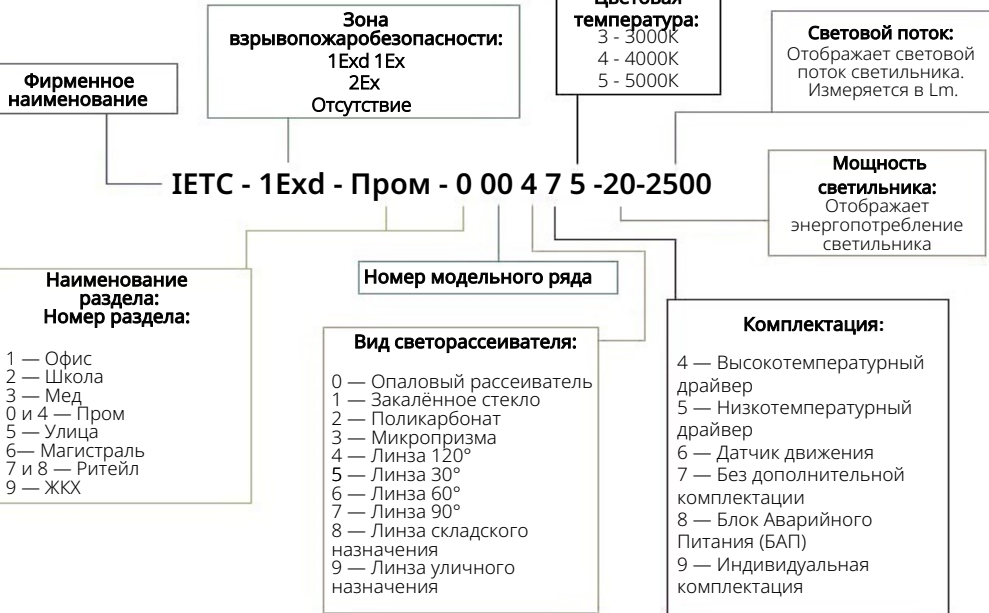 Цветовая
температура:
3 - 3000К
4 - 4000К
5 - 5000К
Зона
взрывопожаробезопасности:
1Exd 1Ex
2Ex
Отсутствие
Световой поток:
Отображает световой
поток светильника.
Измеряется в Lm.
Фирменное
наименование
IETC - 1Exd - Пром - 0 00 4 7 5 -20-2500
Мощность
светильника:
Отображает
энергопотребление
светильника
Номер модельного ряда
Наименование
раздела:
Номер раздела:
1 — Офис
2 — Школа
3 — Мед
0 и 4 — Пром
5 — Улица
6— Магистраль
7 и 8 — Ритейл
9 — ЖКХ
Вид светорассеивателя:
0 — Опаловый рассеиватель
1 — Закалённое стекло
2 — Поликарбонат
3 — Микропризма
4 — Линза 120°
5 — Линза 30°
6 — Линза 60°
7 — Линза 90°
8 — Линза складского
назначения
9 — Линза уличного
назначения
Комплектация:
4 — Высокотемпературный
драйвер
5 — Низкотемпературный
драйвер
6 — Датчик движения
7 — Без дополнительной
комплектации
8 — Блок Аварийного
Питания (БАП)
9 — Индивидуальная
комплектация